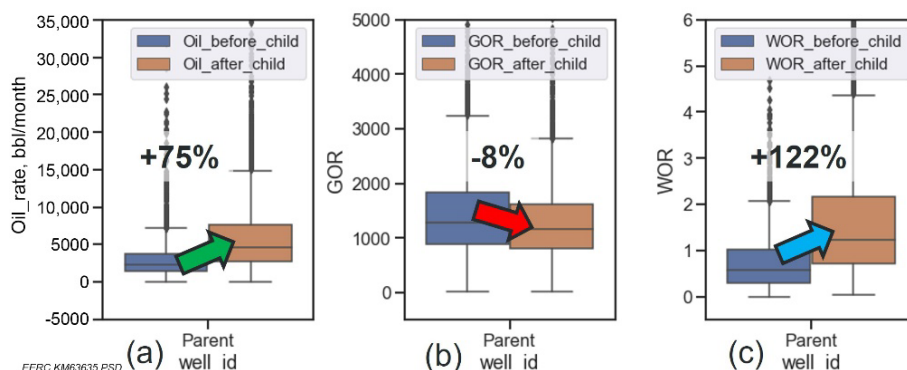 35,000
30,000
25,000
20,000
15,000
10,000
5000
0
-5000
Oil_rate, bbl/month
Oil_before_child
Oil_after_child
+75%
Parent
well_id
(a)
5000
4000
3000
2000
1000
0
GOR
GOR_before_child
GOR_after_child
-8%
Parent
well_id
(b)
6
5
4
3
2
1
0
WOR
WOR_before_child
WOR_after_child
+122%
Parent
well_id
(c)
EERC KM63635.PSD